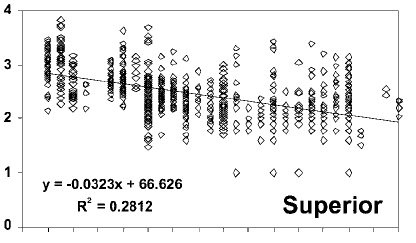 4
3
2
1
0
y = -0.0323x + 66.626
R² = 0.2812
Superior